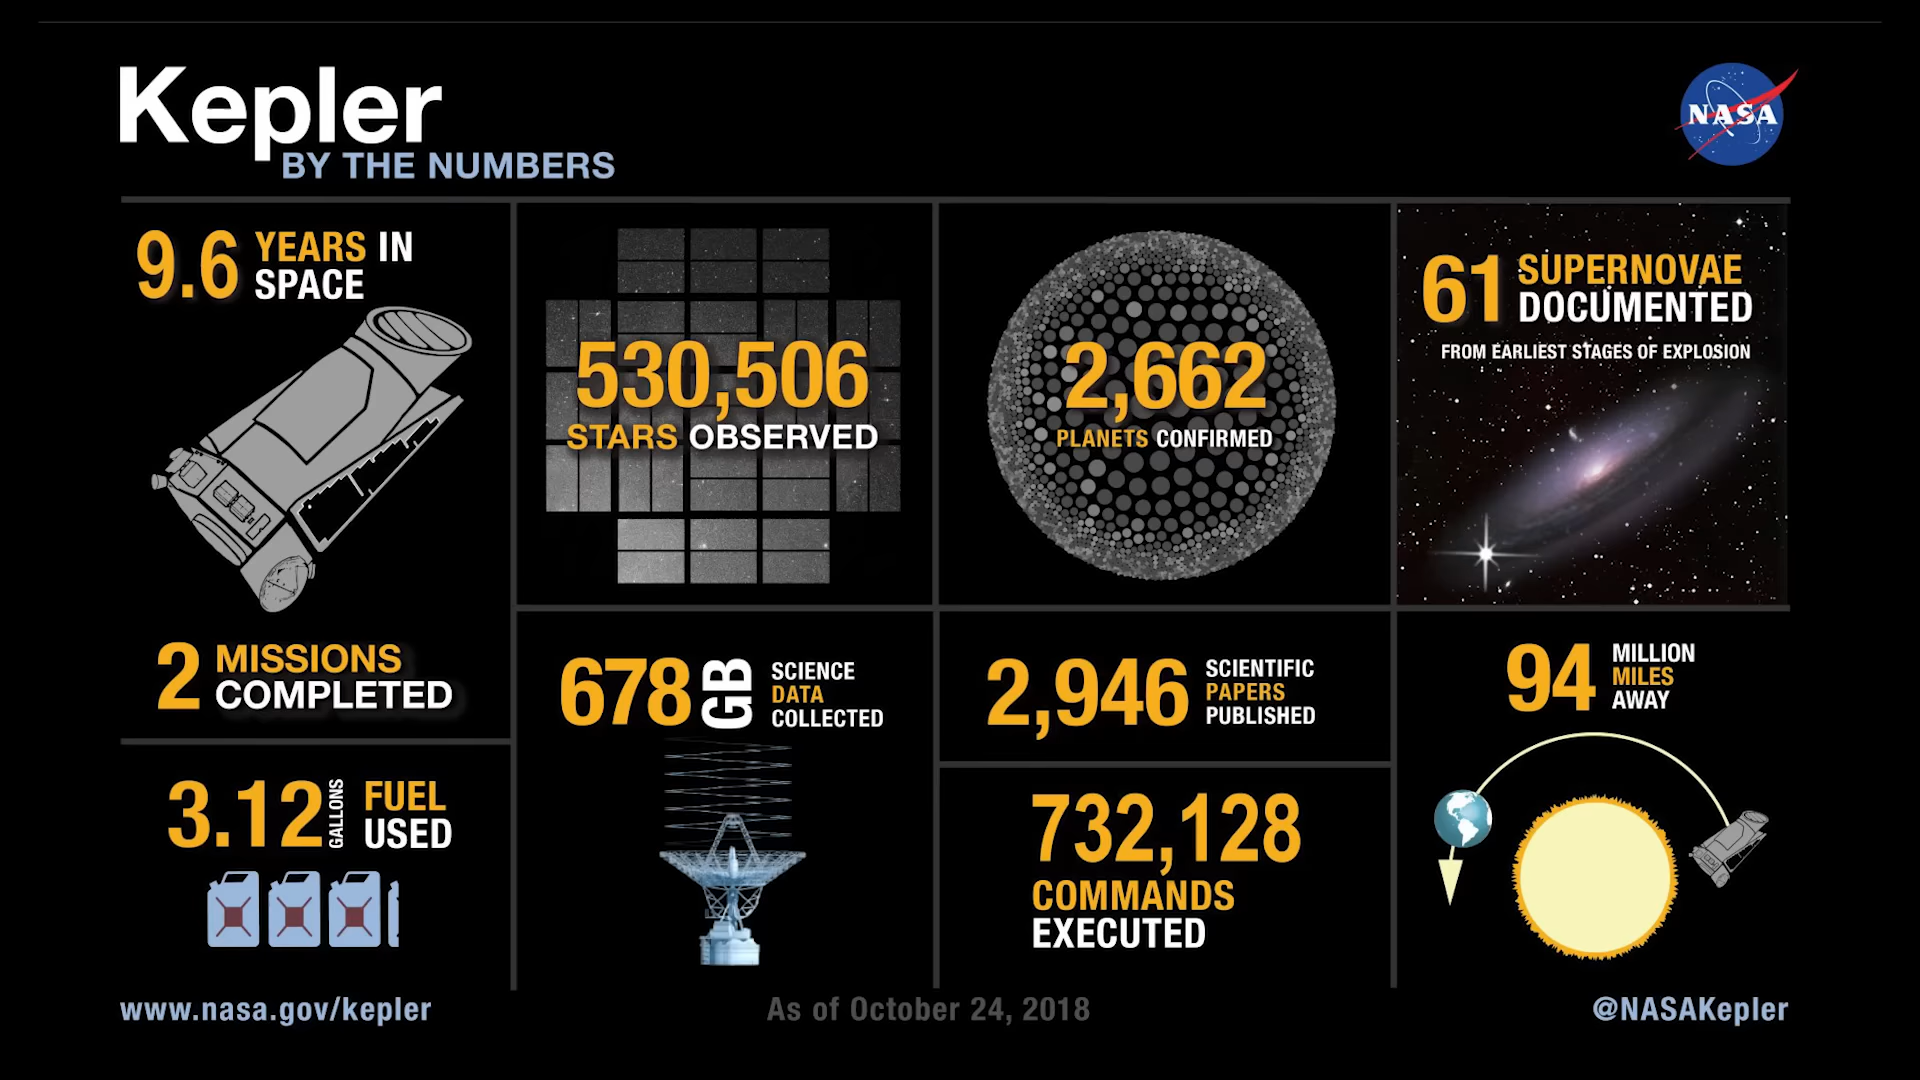 Kepler
BY THE NUMBERS
NASA
9.6 YEARS IN
SPACE
2 MISSIONS
COMPLETED
3.12 GALLONS FUEL
USED
530,506
STARS OBSERVED
678 GB SCIENCE
DATA
COLLECTED
2,662
PLANETS CONFIRMED
2,946 SCIENTIFIC
PAPERS
PUBLISHED
732,128
COMMANDS
EXECUTED
61 SUPERNOVAE
DOCUMENTED
FROM EARLIEST STAGES OF EXPLOSION
94 MILLION
MILES
AWAY
www.nasa.gov/kepler
As of October 24, 2018
@NASAKepler